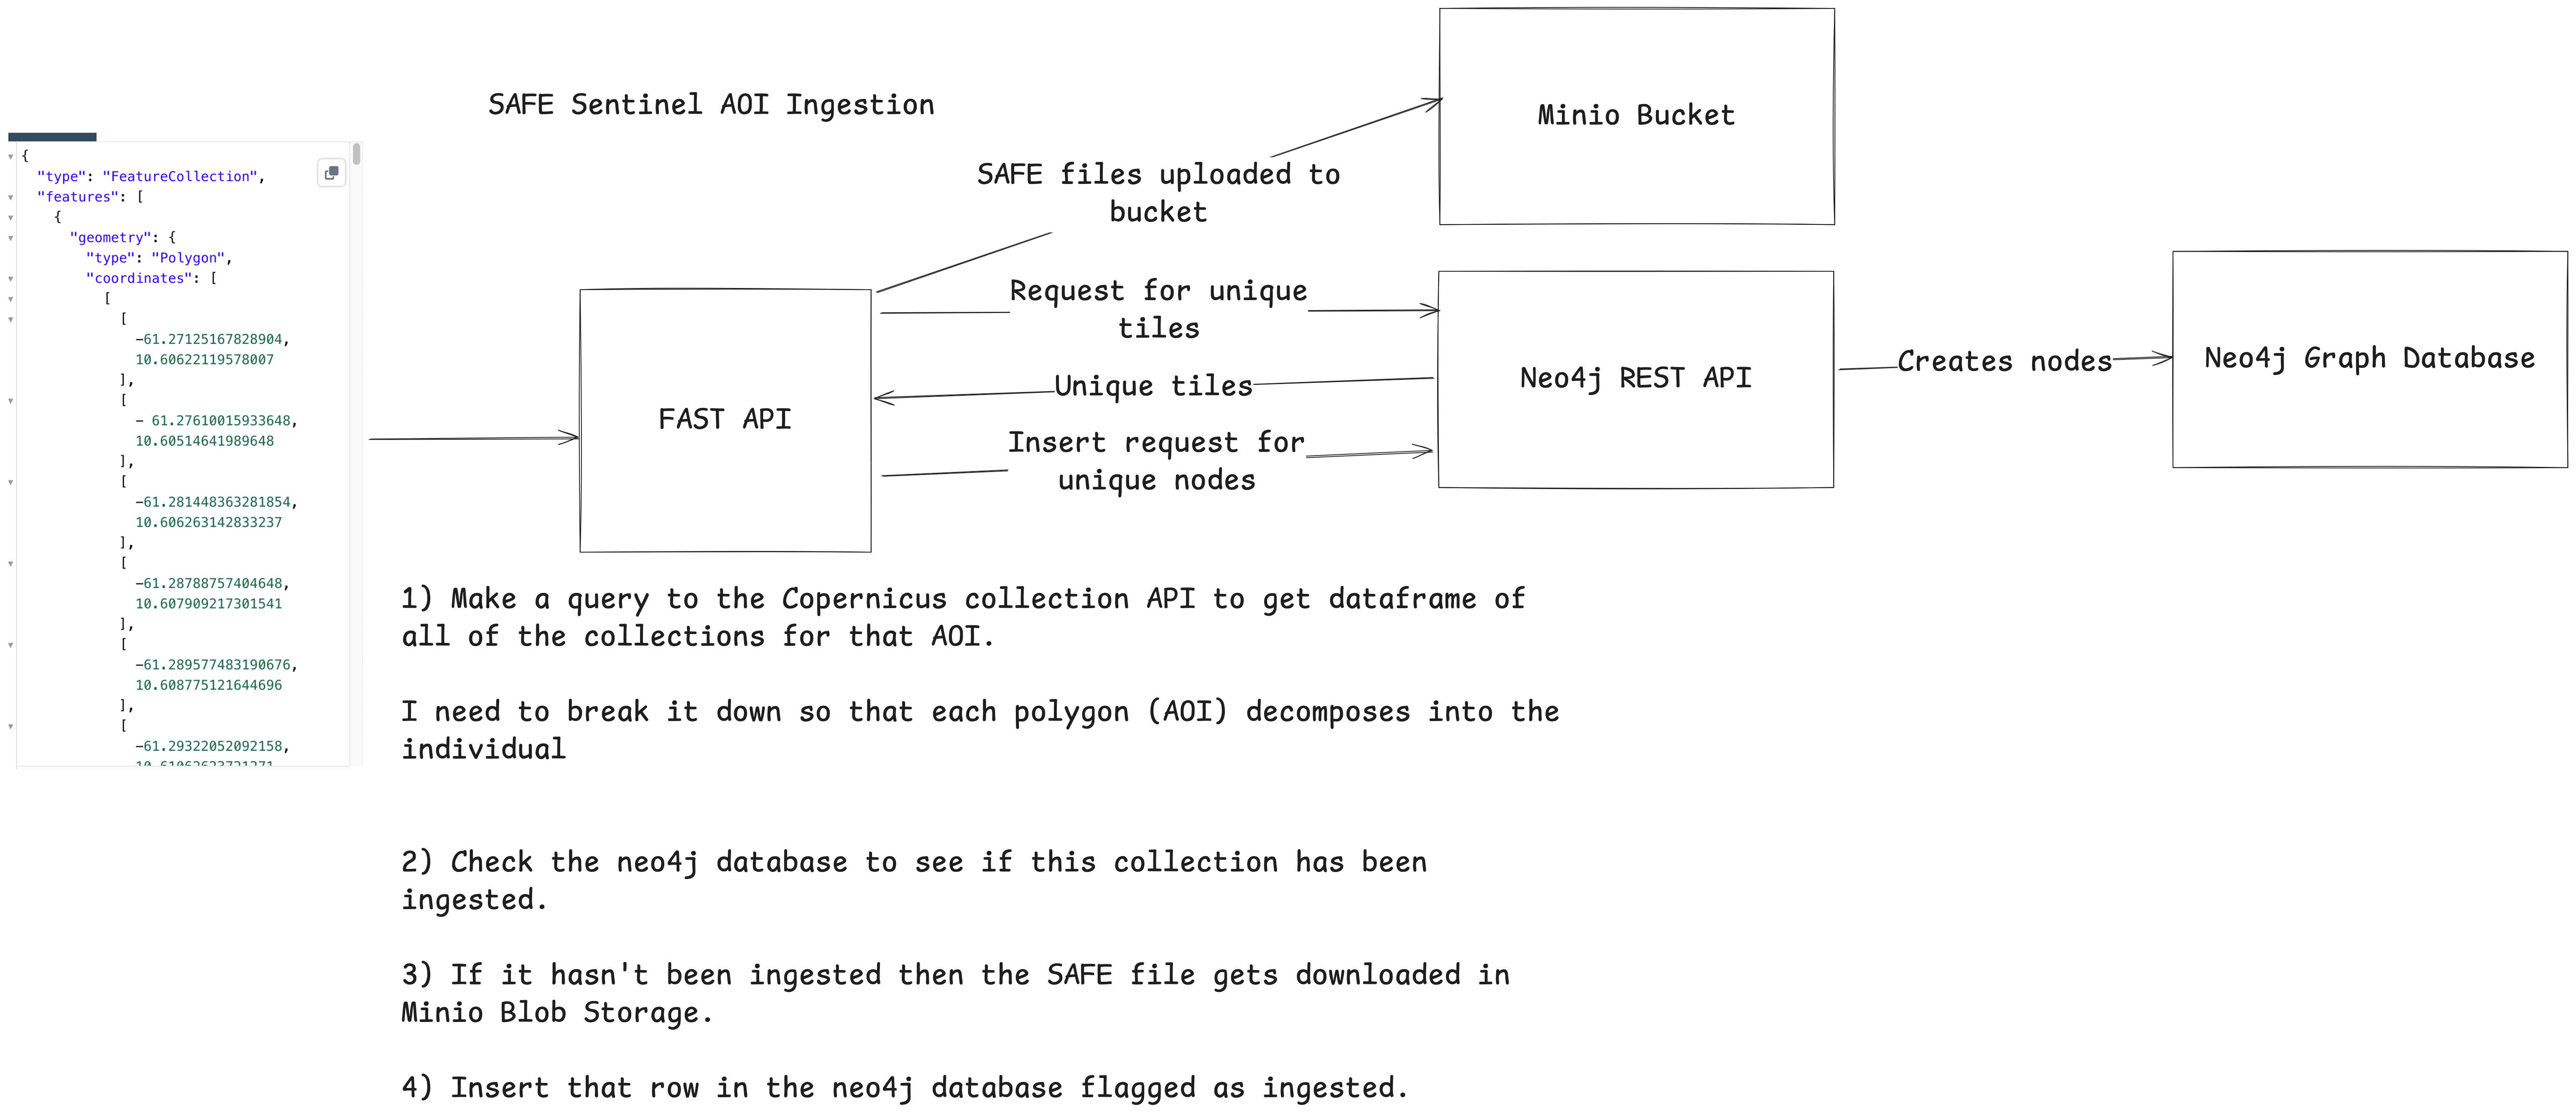 SAFE Sentinel AOI Ingestion
{
"type": "FeatureCollection",
"features": [
{
"geometry": {
"type": "Polygon",
"coordinates": [
[
[
-61.27125167828904,
10.60622119578007
],
[
- 61.27610015933648,
10.60514641989648
],
[
-61.281448363281854,
10.606263142833237
],
[
-61.28788757404648,
10.607909217301541
],
[
-61.289577483190676,
10.608775121644696
],
[
-61.29322052092158,
SAFE files uploaded to
bucket
Minio Bucket
FAST API
Request for unique
tiles
Unique tiles
Insert request for
unique nodes
Neo4j REST API
Creates nodes
Neo4j Graph Database
1) Make a query to the Copernicus collection API to get dataframe of
all of the collections for that AOI.
I need to break it down so that each polygon (AOI) decomposes into the
individual
2) Check the neo4j database to see if this collection has been
ingested.
3) If it hasn't been ingested then the SAFE file gets downloaded in
Minio Blob Storage.
4) Insert that row in the neo4j database flagged as ingested.